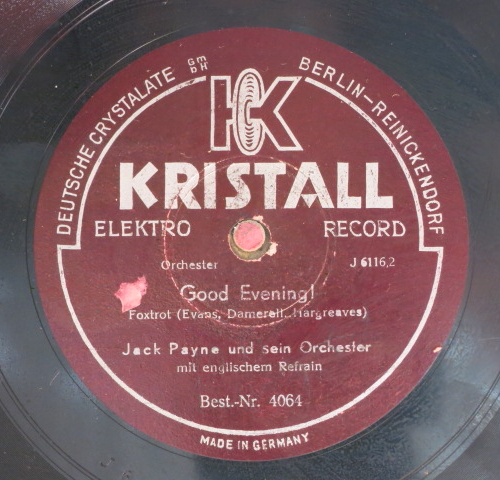 DEUTSCHE CRYSTALATE GmbH BERLIN-REINICKENDORF
K
KRISTALL
ELEKTRO RECORD
Orchester J 6116,2
Good Evening!
Foxtrot (Evans, Damerell, Hargreaves)
Jack Payne und sein Orchester
mit englischem Refrain
Best.-Nr. 4064
MADE IN GERMANY